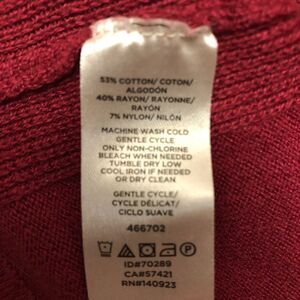 53% COTTON/ COTON/
ALGODÓN
40% RAYON/ RAYONNE/
RAYÓN
7% NYLON/ NILÓN
MACHINE WASH COLD
GENTLE CYCLE
ONLY NON-CHLORINE
BLEACH WHEN NEEDED
TUMBLE DRY LOW
COOL IRON IF NEEDED
OR DRY CLEAN
GENTLE CYCLE/
CYCLE DÉLICAT/
CICLO SUAVE
466702
ID#70289
CA#57421
RN#140923